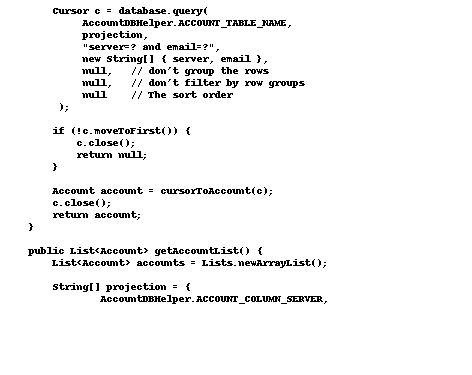 Cursor c = database.query(
AccountDBHelper.ACCOUNT_TABLE_NAME,
projection,
"server=? and email=?",
new String[] { server, email },
null,   // don't group the rows
null,   // don't filter by row groups
null    // The sort order
);
if (!c.moveToFirst()) {
c.close();
return null;
}
Account account = cursorToAccount(c);
c.close();
return account;
}
public List<Account> getAccountList() {
List<Account> accounts = Lists.newArrayList();
String[] projection = {
AccountDBHelper.ACCOUNT_COLUMN_SERVER,